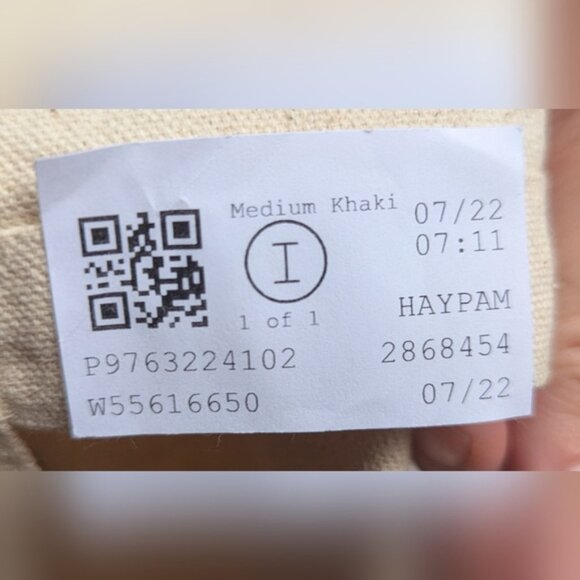 Medium Khaki
07/22
07:11
I
1 of 1
HAYPAM
P9763224102
2868454
W55616650
07/22